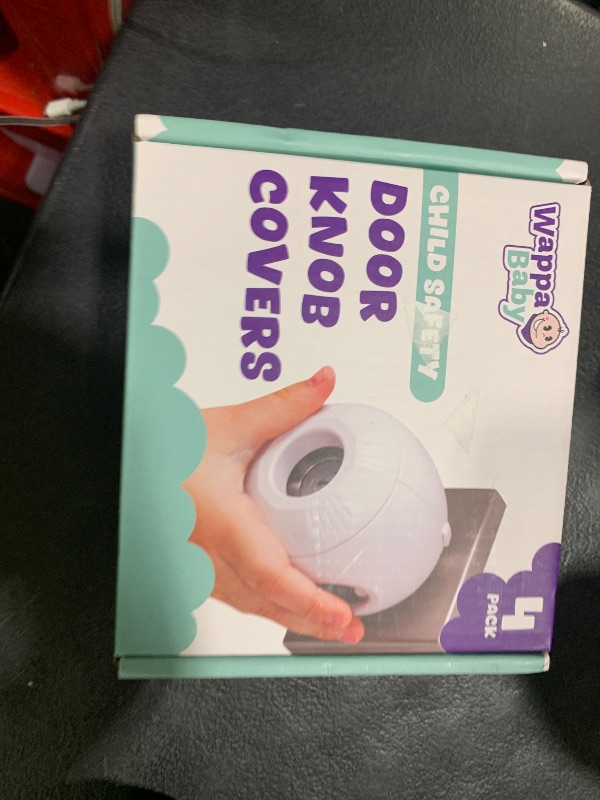 Wappa
Baby
CHILD SAFETY
DOOR
KNOB
COVERS
4
PACK